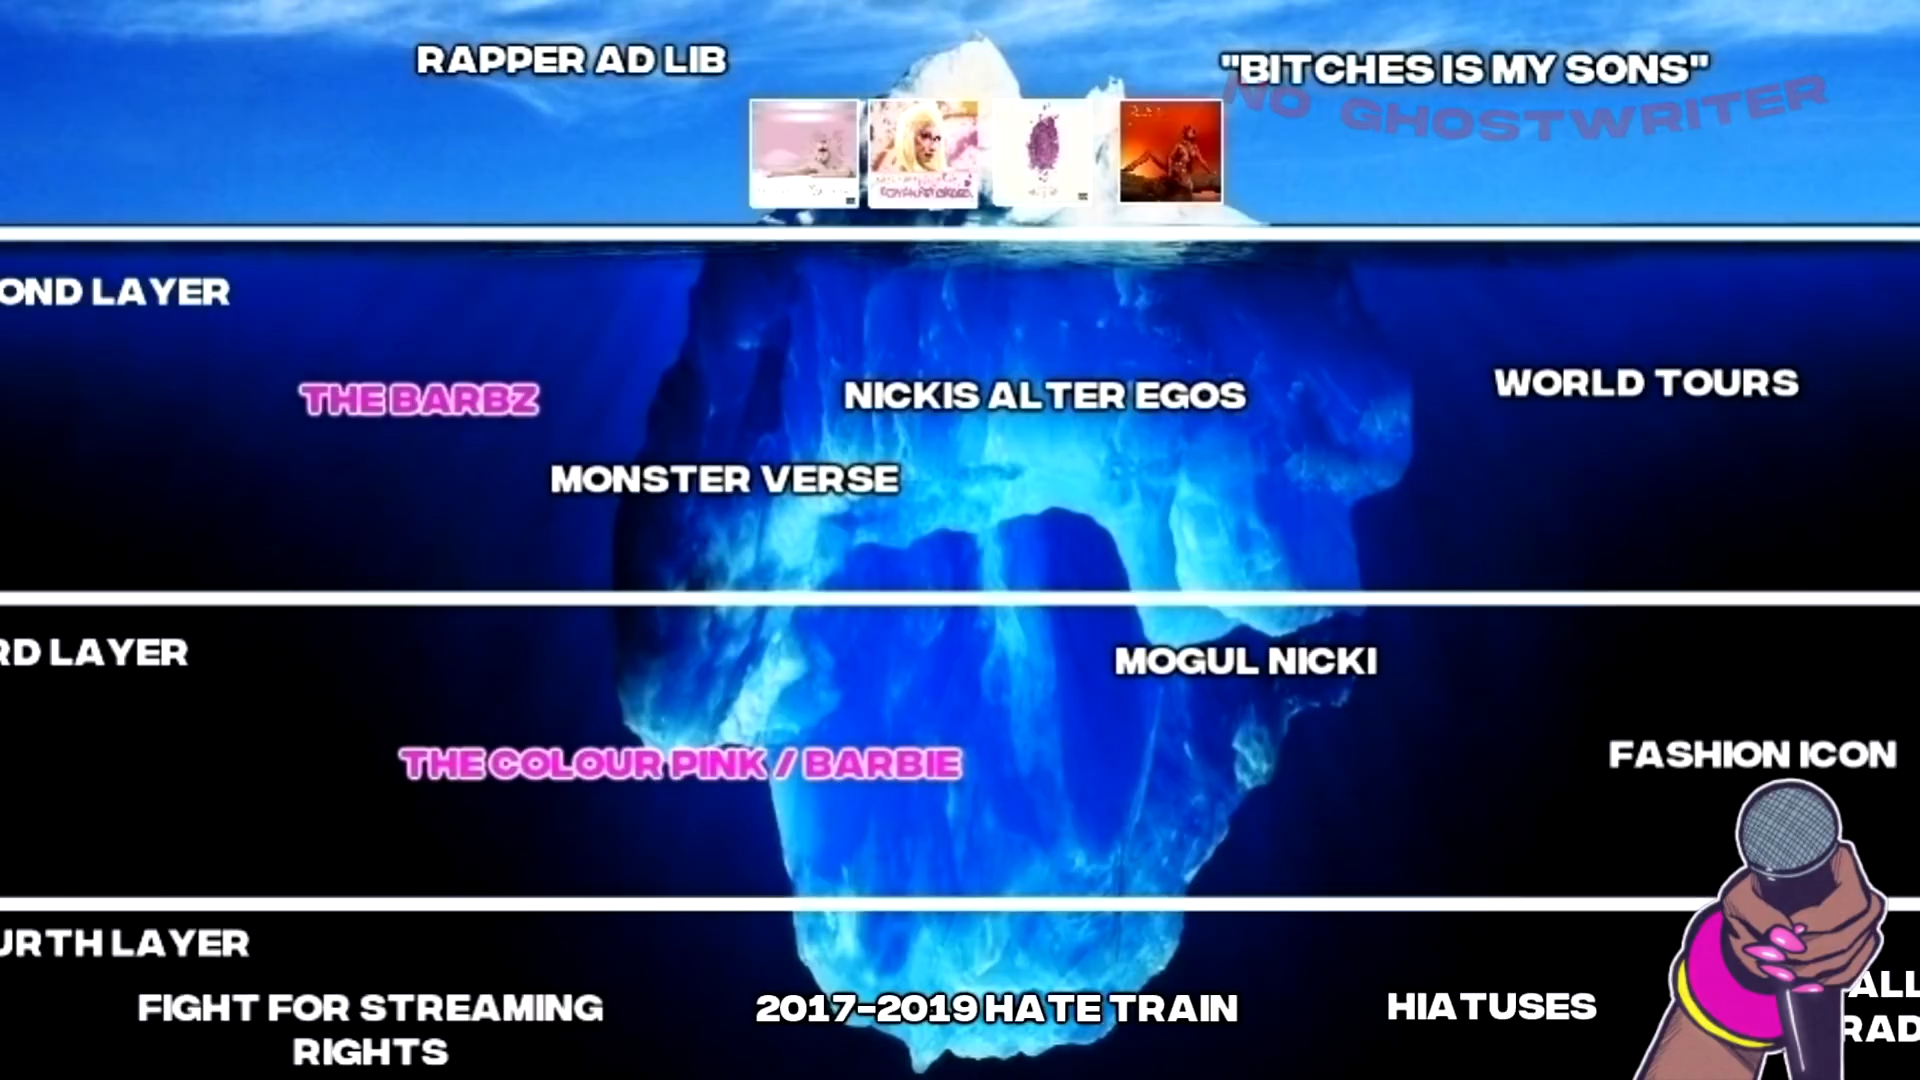 RAPPER AD LIB
"BITCHES IS MY SONS"
NO GHOSTWRITER
OND LAYER
THE BARBZ
NICKIS ALTER EGOS
WORLD TOURS
MONSTER VERSE
RD LAYER
MOGUL NICKI
THE COLOUR PINK / BARBIE
FASHION ICON
URTH LAYER
FIGHT FOR STREAMING
RIGHTS
2017-2019 HATE TRAIN
HIATUSES
ALL
RAD